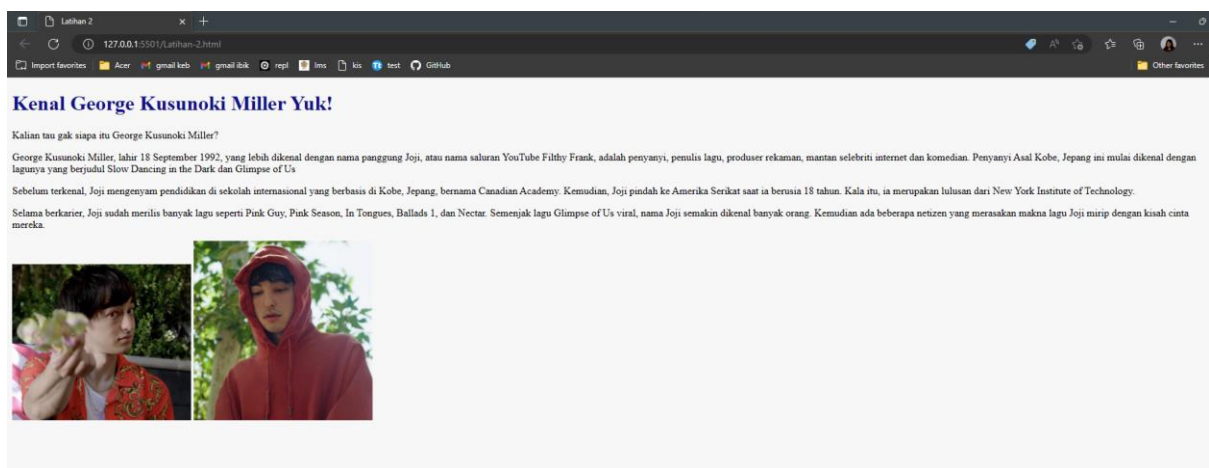 Latihan 2
127.0.0.1:5501/Latihan-2.html
Import favorites Acer gmail keb gmail ibik repl lms kis test GitHub Other favorites
Kenal George Kusunoki Miller Yuk!
Kalian tau gak siapa itu George Kusunoki Miller?
George Kusunoki Miller, lahir 18 September 1992, yang lebih dikenal dengan nama panggung Joji, atau nama saluran YouTube Filthy Frank, adalah penyanyi, penulis lagu, produser rekaman, mantan selebriti internet dan komedian. Penyanyi Asal Kobe, Jepang ini mulai dikenal dengan
lagunya yang berjudul Slow Dancing in the Dark dan Glimpse of Us
Sebelum terkenal, Joji mengenyam pendidikan di sekolah internasional yang berbasis di Kobe, Jepang, bernama Canadian Academy. Kemudian, Joji pindah ke Amerika Serikat saat ia berusia 18 tahun. Kala itu, ia merupakan lulusan dari New York Institute of Technology.
Selama berkarier, Joji sudah merilis banyak lagu seperti Pink Guy, Pink Season, In Tongues, Ballads 1, dan Nectar. Semenjak lagu Glimpse of Us viral, nama Joji semakin dikenal banyak orang. Kemudian ada beberapa netizen yang merasakan makna lagu Joji mirip dengan kisah cinta
mereka.